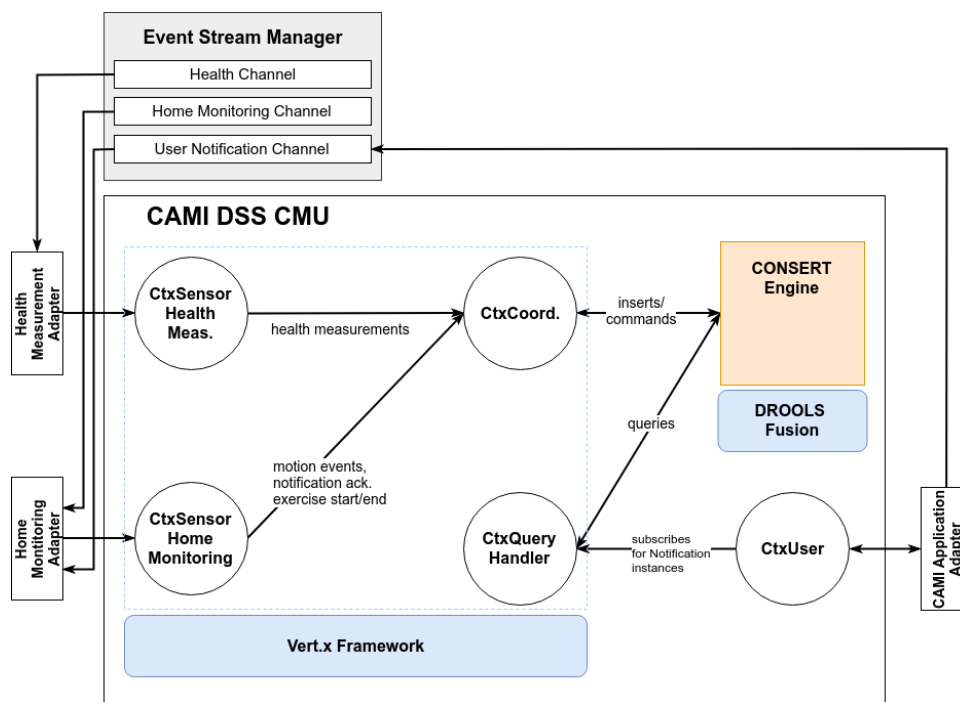 Event Stream Manager
Health Channel
Home Monitoring Channel
User Notification Channel
CAMI DSS CMU
Health
Measurement
Adapter
CtxSensor
Health
Meas.
health measurements
CtxCoord.
inserts/
commands
CONSERT
Engine
DROOLS
Fusion
queries
motion events,
notification ack.
exercise start/end
Home
Montitoring
Adapter
CtxSensor
Home
Monitoring
CtxQuery
Handler
subscribes
for Notification
instances
CtxUser
CAMI Application
Adapter
Vert.x Framework